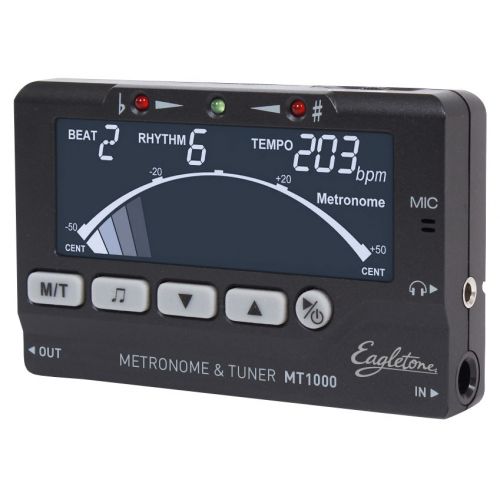 ♭ ♯
BEAT 2 RHYTHM 6 TEMPO 203 bpm
-20 +20
Metronome
-50 +50
CENT CENT
MIC
M/T ♫ ▼ ▲
◄OUT
METRONOME & TUNER MT1000
Eagletone
IN►